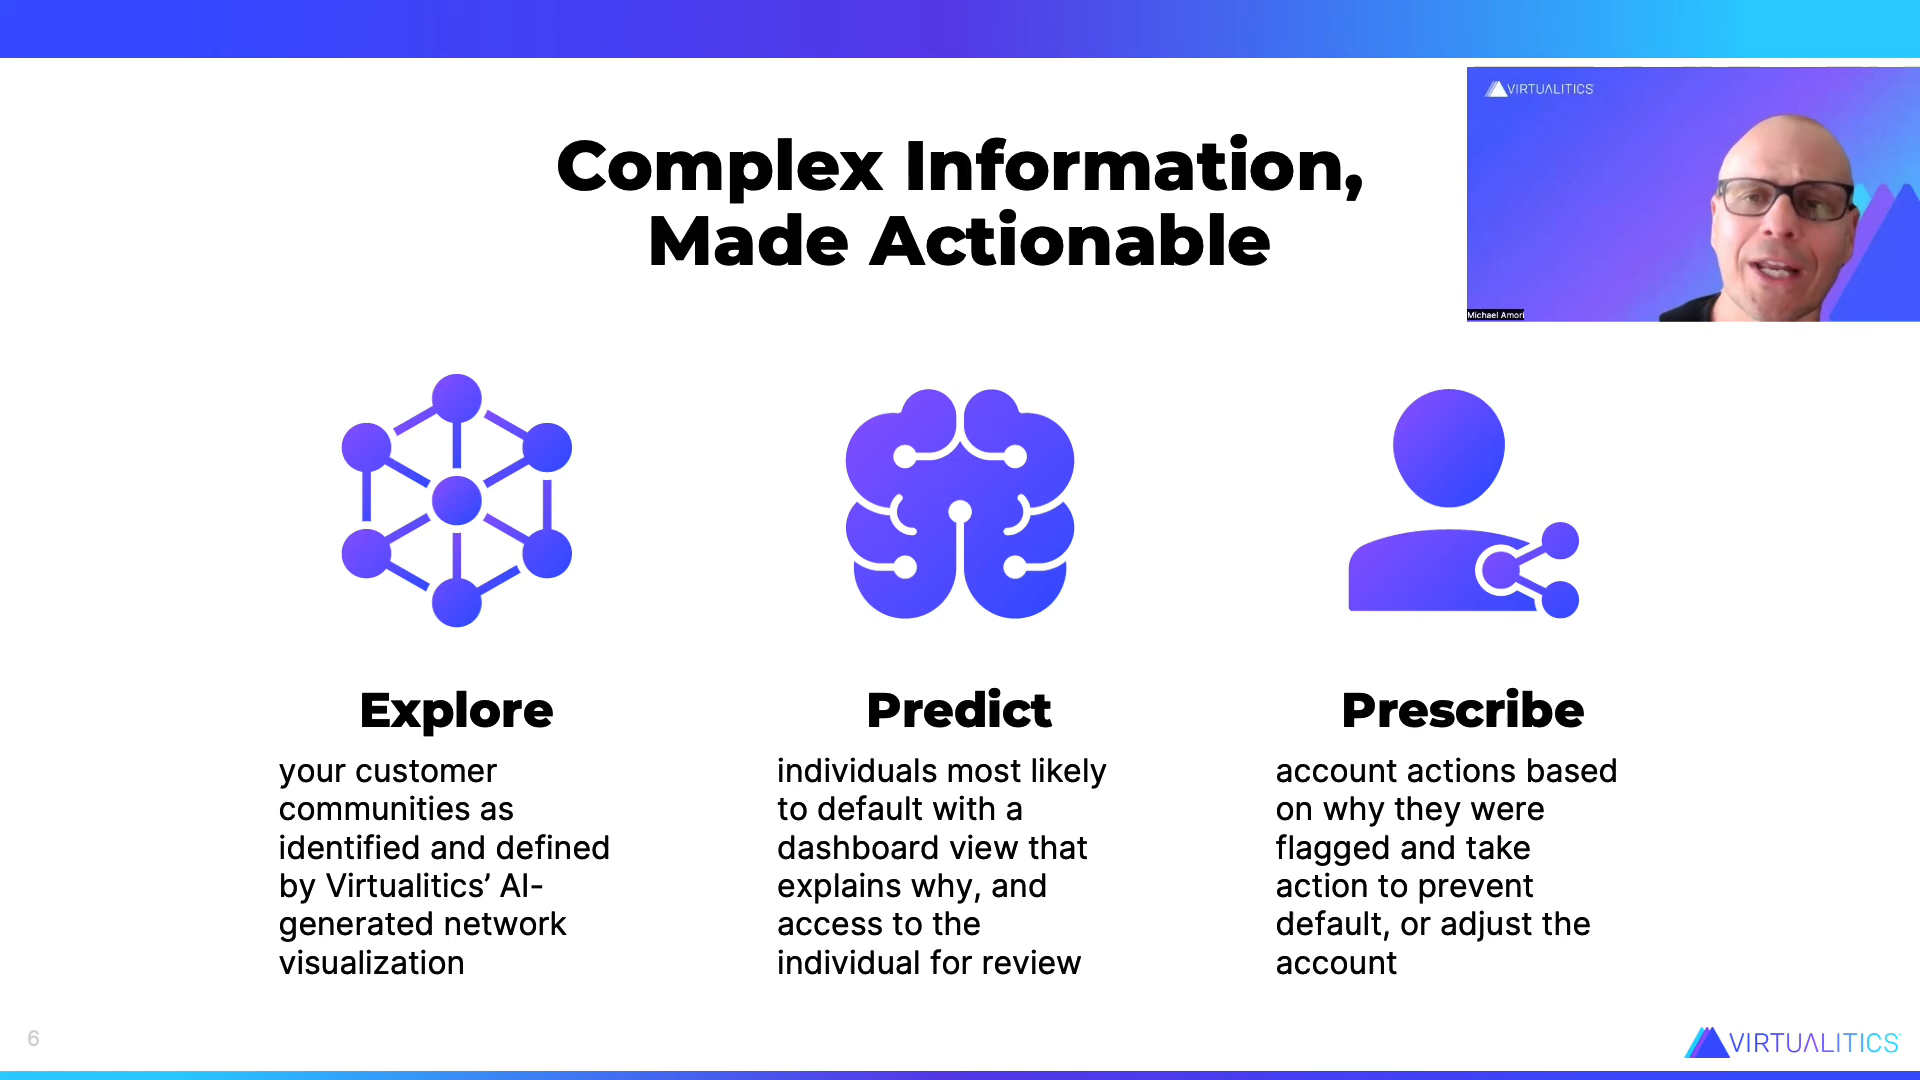 VIRTUALITICS
Complex Information,
Made Actionable
Michael Amori
Explore
your customer
communities as
identified and defined
by Virtualitics’ AI-
generated network
visualization
Predict
individuals most likely
to default with a
dashboard view that
explains why, and
access to the
individual for review
Prescribe
account actions based
on why they were
flagged and take
action to prevent
default, or adjust the
account
6
VIRTUALITICS